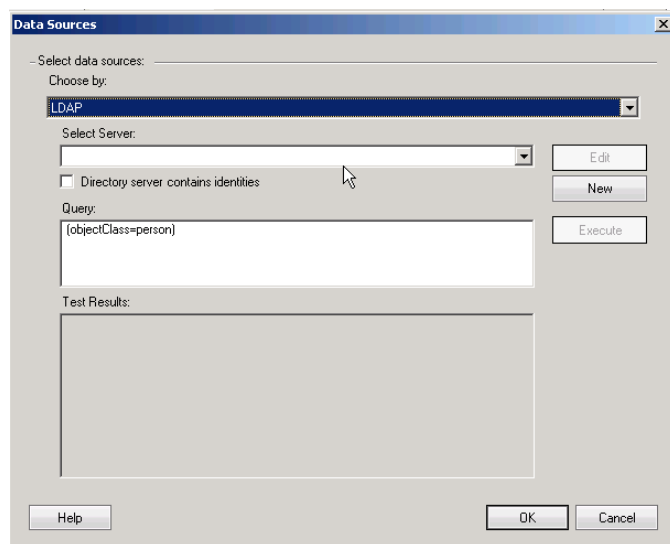 Data Sources
Select data sources:
Choose by:
LDAP
Select Server:
Edit
Directory server contains identities
New
Query:
(objectClass=person)
Execute
Test Results:
Help
OK
Cancel